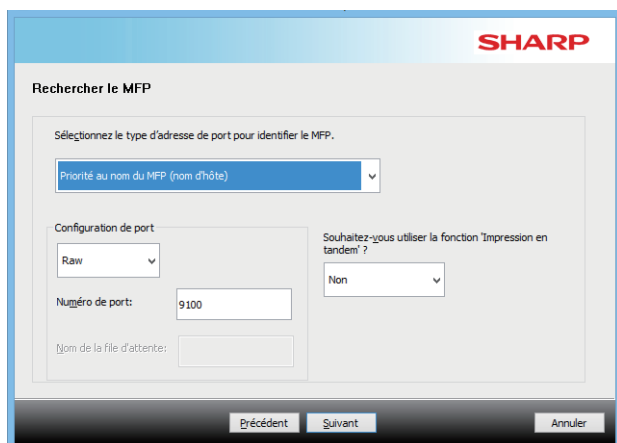 SHARP
Rechercher le MFP
Sélectionnez le type d'adresse de port pour identifier le MFP.
Priorité au nom du MFP (nom d'hôte)
Configuration de port
Raw
Numéro de port:
9100
Nom de la file d'attente:
Souhaitez-vous utiliser la fonction 'Impression en
tandem' ?
Non
Précédent
Suivant
Annuler